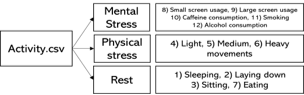 Activity.csv
Mental
Stress
8) Small screen usage, 9) Large screen usage
10) Caffeine consumption, 11) Smoking
12) Alcohol consumption
Physical
stress
4) Light, 5) Medium, 6) Heavy
movements
Rest
1) Sleeping, 2) Laying down
3) Sitting, 7) Eating